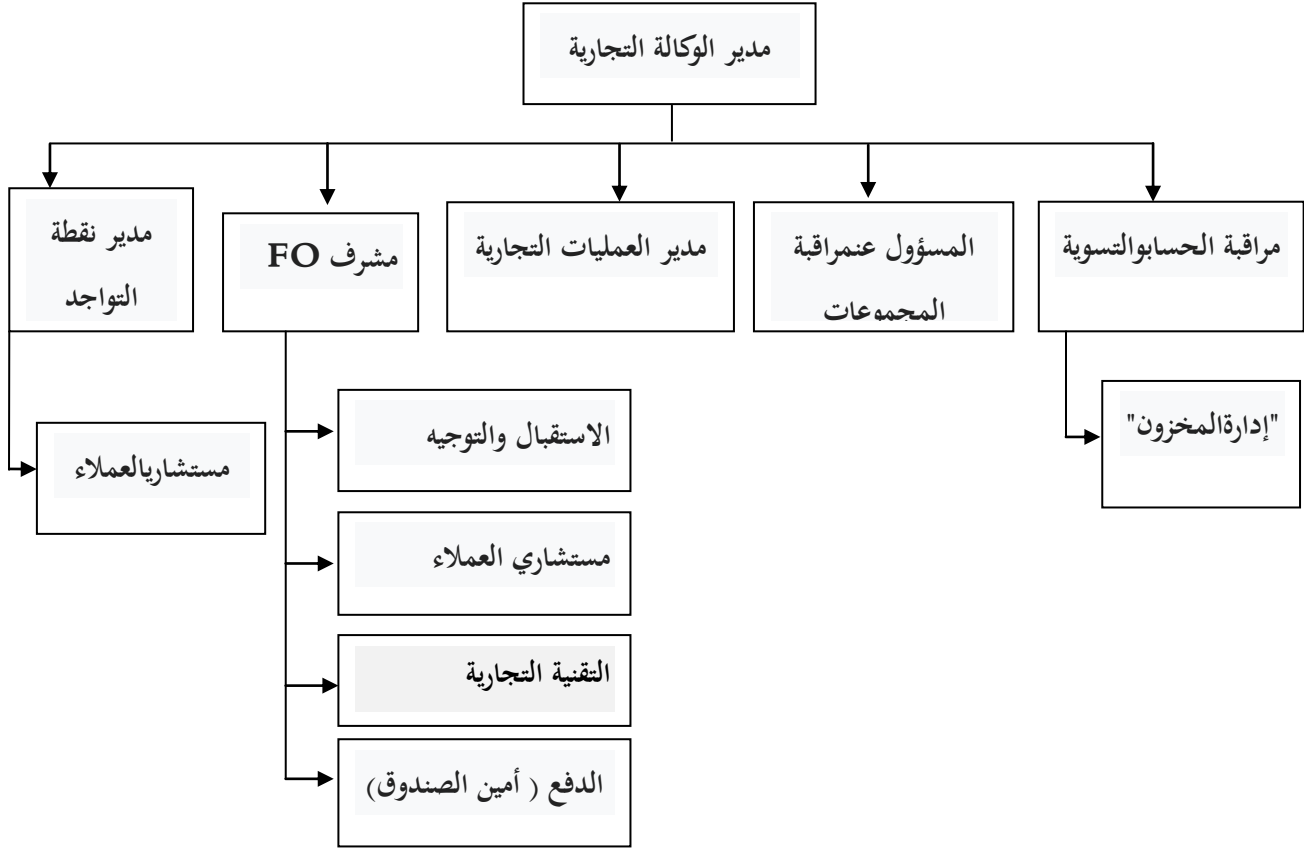 مدير الوكالة التجارية
مراقبة الحسابوالتسوية
المسؤول عنمراقبة
المجموعات
مدير العمليات التجارية
مشرف FO
مدير نقطة
التواجد
"إدارةالمخزون"
الاستقبال والتوجيه
مستشاري العملاء
التقنية التجارية
الدفع ( أمين الصندوق)
مستشاريالعملاء